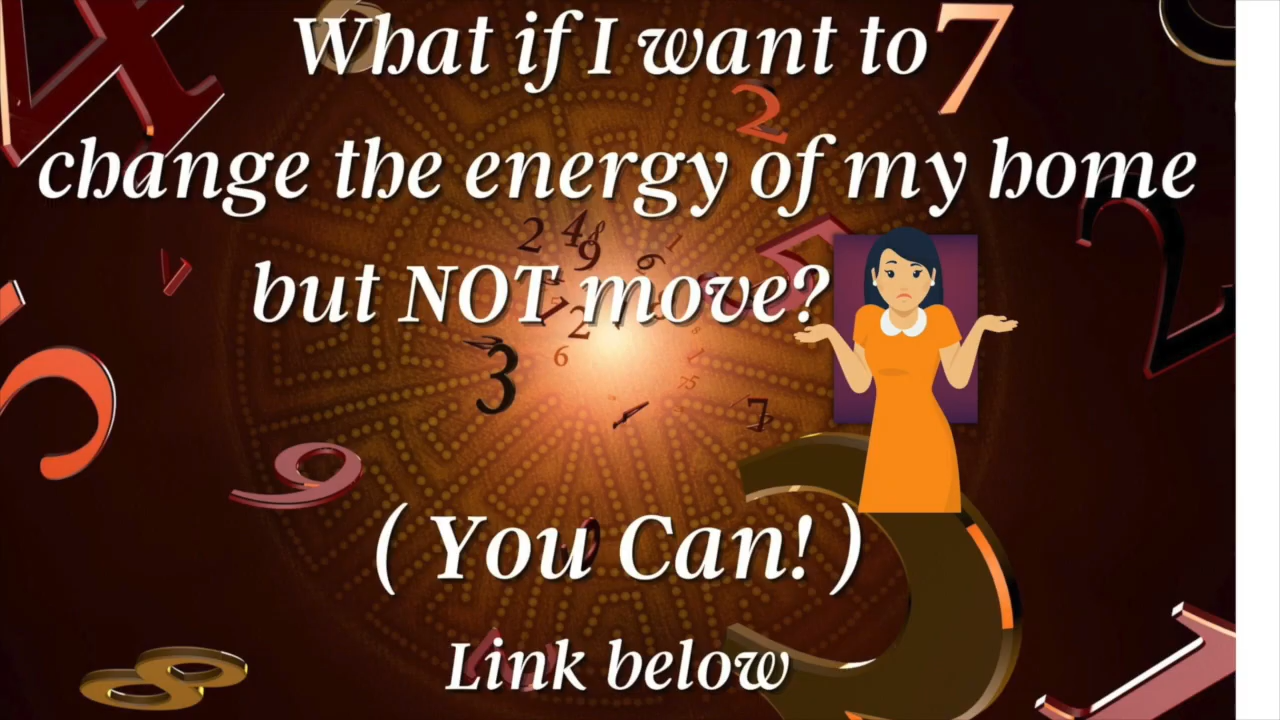 What if I want to
change the energy of my home
but NOT move?
( You Can! )
Link below